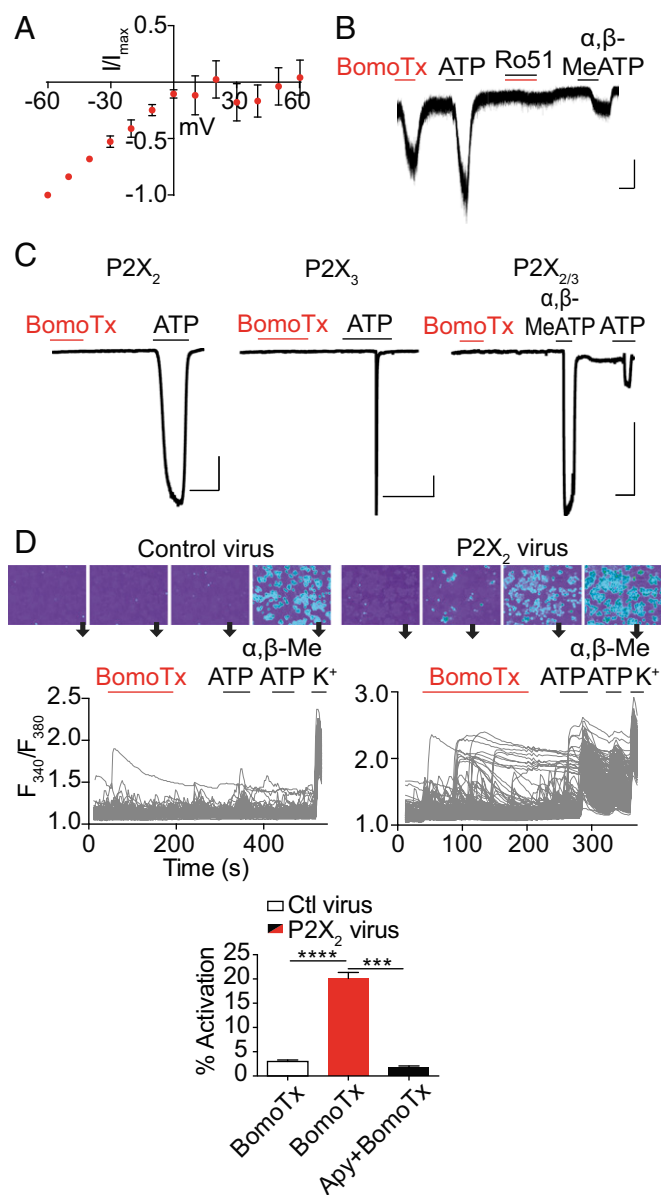 A
I/Imax
-60 -30 30 60
mV
-0.5
-1.0
B
BomoTx ATP Ro51 α,β-
MeATP
C
P2X2 P2X3 P2X2/3
BomoTx ATP BomoTx ATP BomoTx α,β-
MeATP ATP
D
Control virus P2X2 virus
α,β-Me α,β-Me
BomoTx ATP ATP K+ BomoTx ATP ATP K+
F340/F380
2.5
2.0
1.5
1.0
0 200 400
Time (s)
3.0
2.0
1.0
0 100 200 300
Ctl virus
P2X2 virus
% Activation
25
20
15
10
5
0
**** ***
BomoTx
BomoTx
Apy+BomoTx